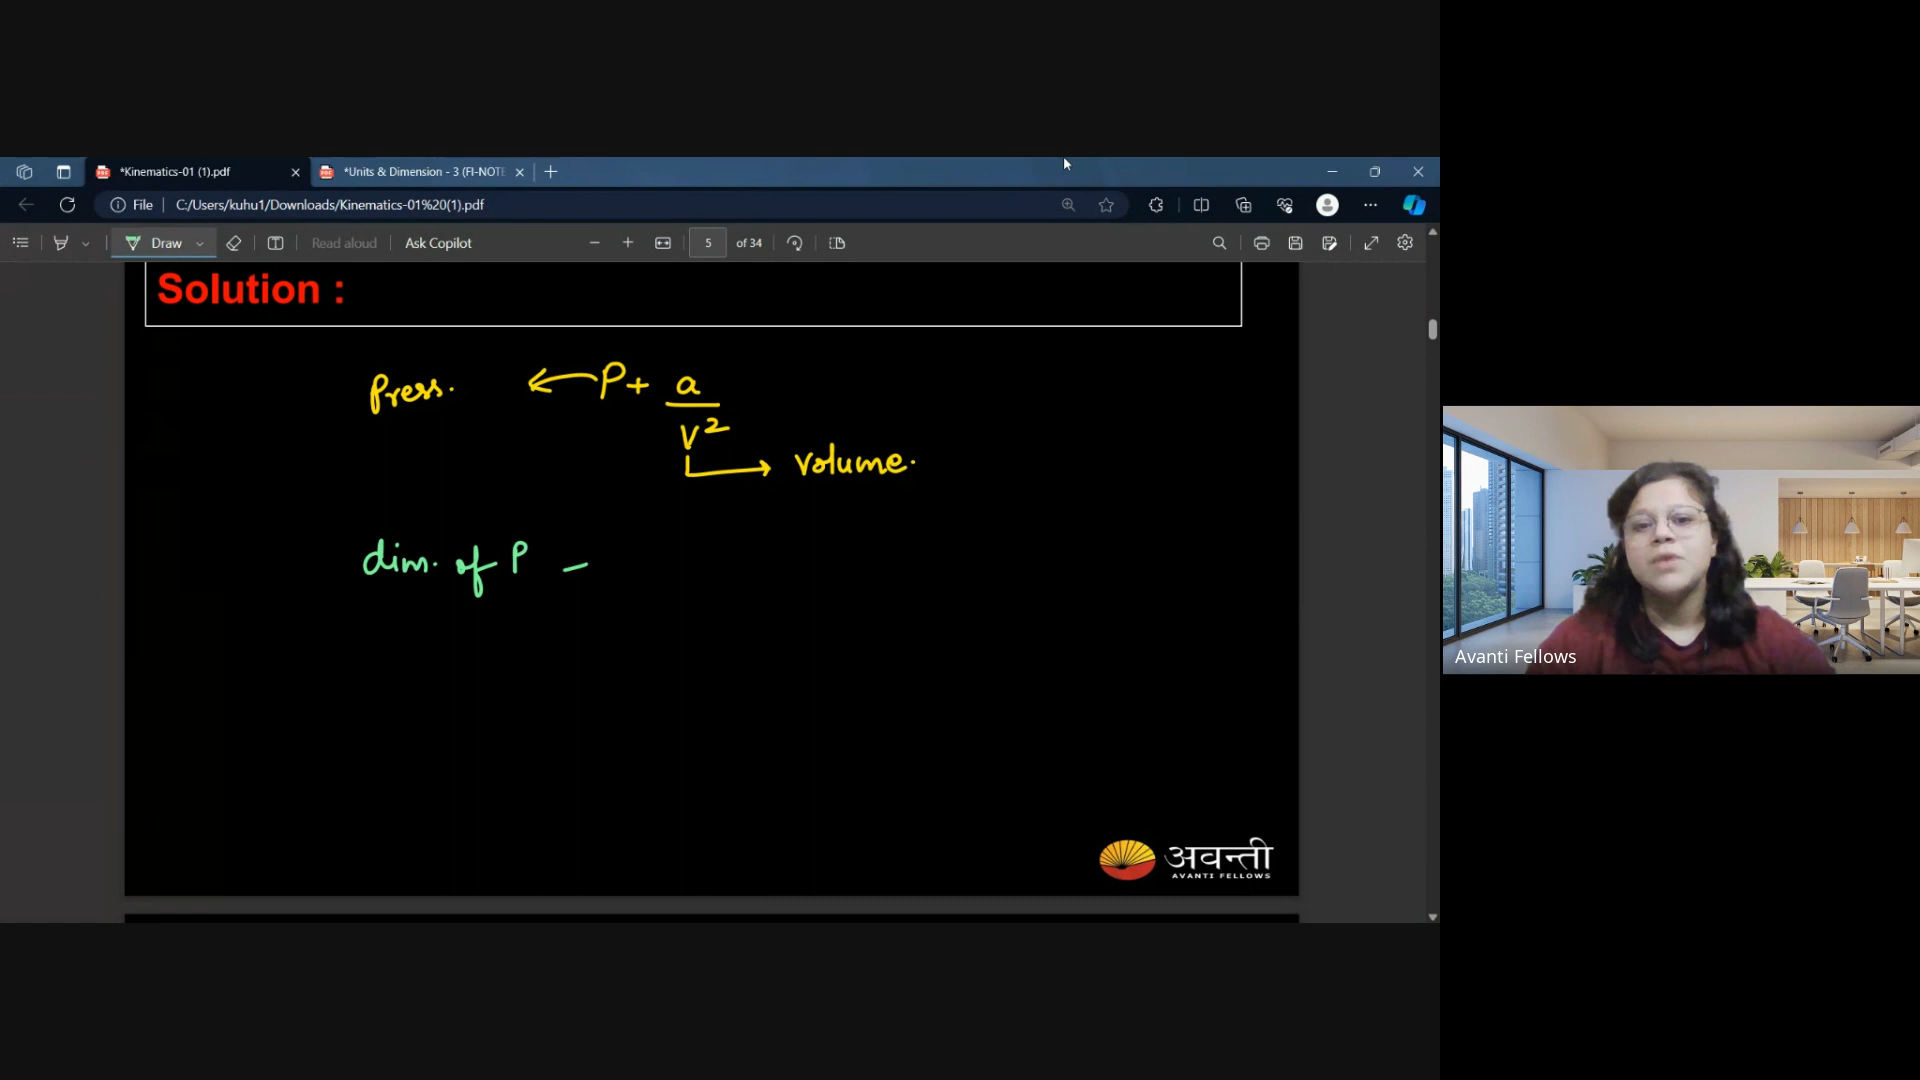 *Kinematics-01 (1).pdf
*Units & Dimension - 3 (FI-NOTE
File
C:/Users/kuhu1/Downloads/Kinematics-01%20(1).pdf
Draw
Read aloud
Ask Copilot
5 of 34
Solution :
Press. ← P + a
V²
volume.
dim. of P –
Avanti Fellows
अवन्ती
AVANTI FELLOWS